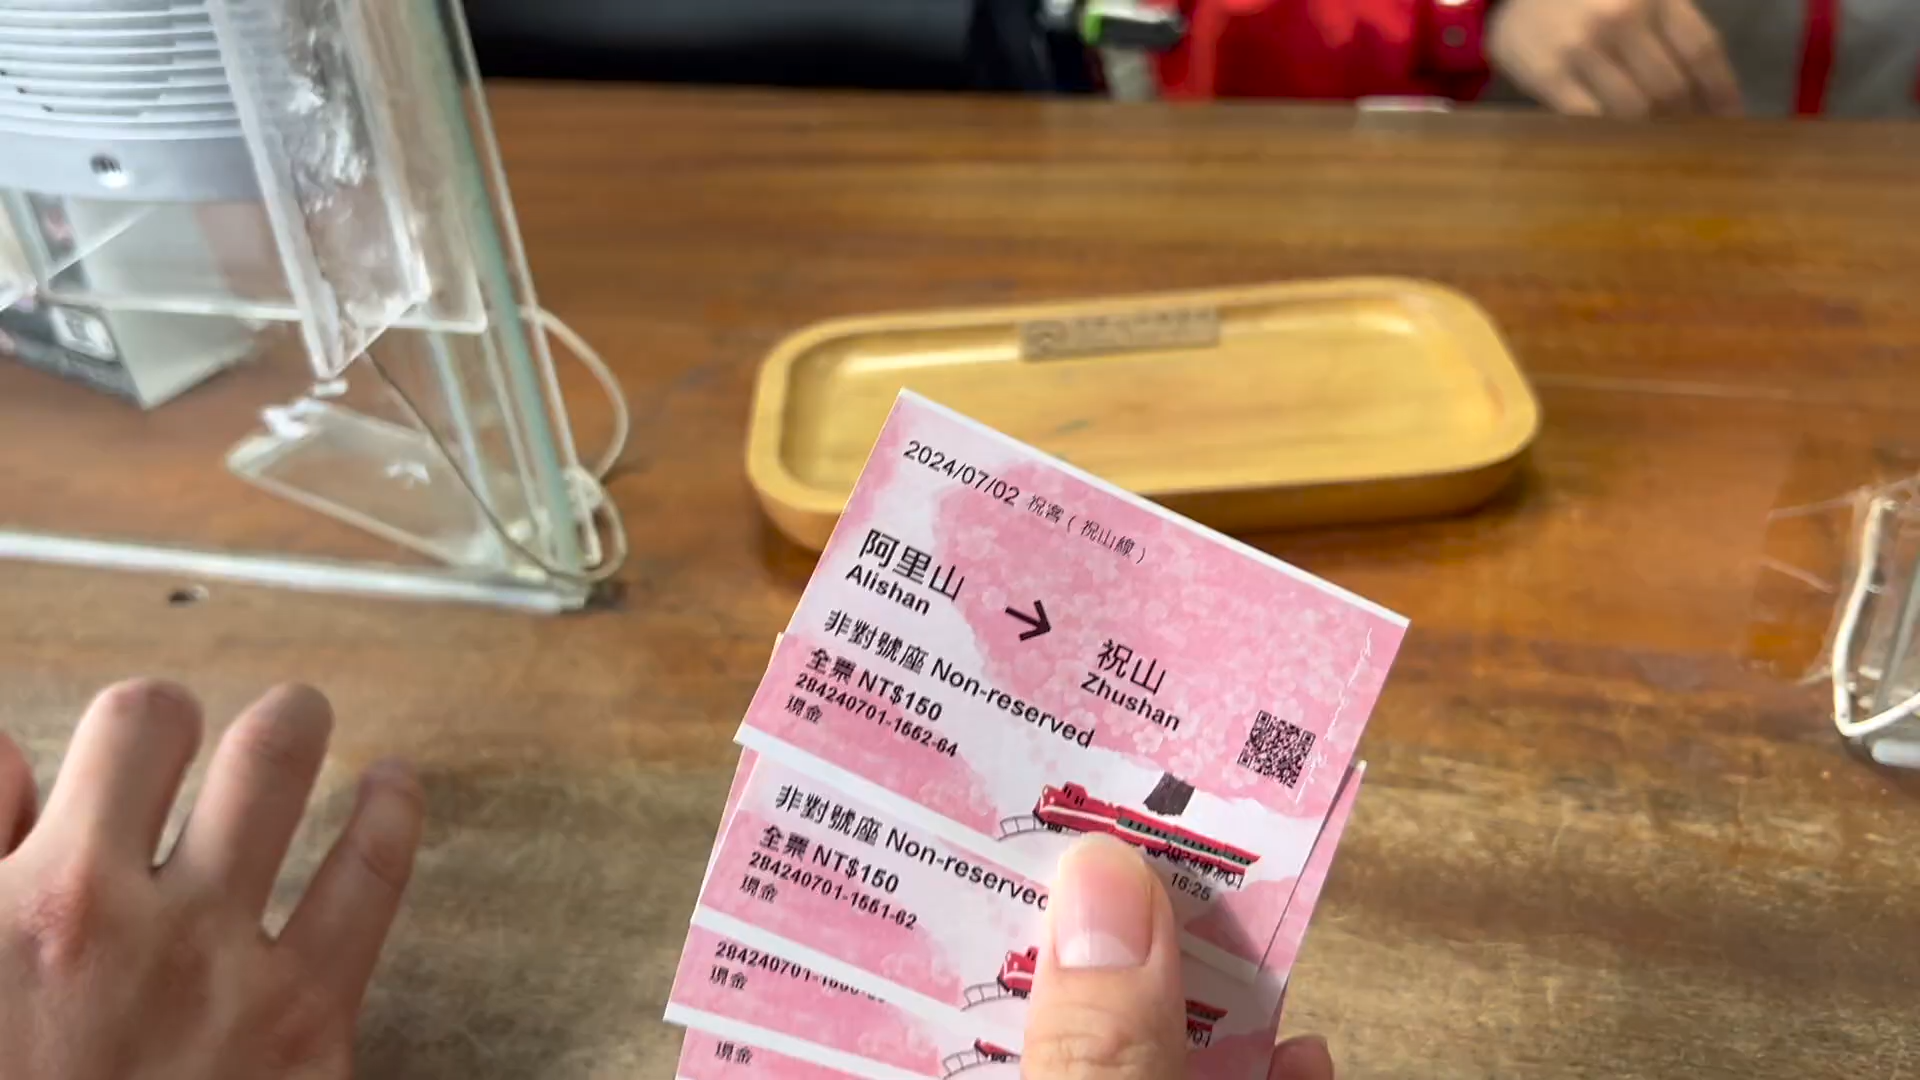 2024/07/02 祝客(祝山線)
阿里山
Alishan
→
祝山
Zhushan
非對號座 Non-reserved
全票 NT$150
284240701-1662-64
現金
16:25
非對號座 Non-reserved
全票 NT$150
284240701-1661-62
現金
284240701-
現金
現金